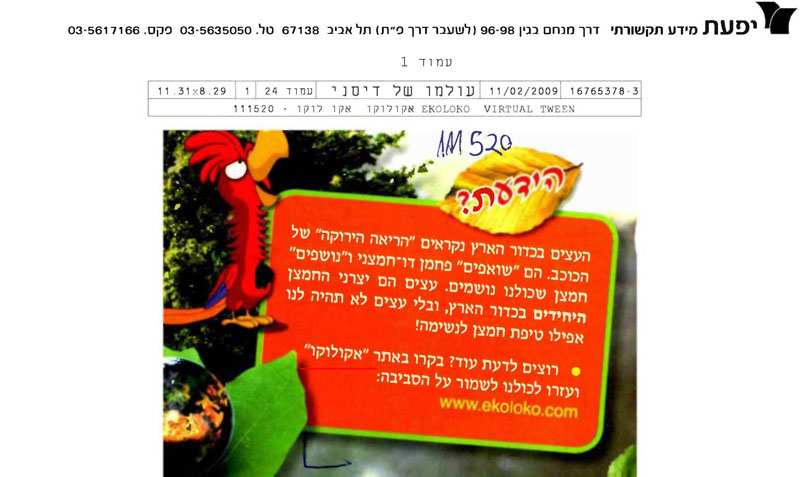 יפעת מידע תקשורתי דרך מנחם בגין 96-98 (לשעבר דרך פ״ת) תל אביב 67138 טל. 03-5635050 פקס. 03-5617166
עמוד 1
16765378-3 11/02/2009 עולמו של דיסני עמוד 24 1 11.31x8.29
EKOLOKO VIRTUAL TWEEN אקולוקו אקו לוקו - 111520
111520
הידעת?
העצים בכדור הארץ נקראים "הריאה הירוקה" של
הכוכב. הם "שואפים" פחמן דו-חמצני ו"נושפים"
חמצן שכולנו נושמים. עצים הם יצרני החמצן
היחידים בכדור הארץ, ובלי עצים לא תהיה לנו
אפילו טיפת חמצן לנשימה!
● רוצים לדעת עוד? בקרו באתר "אקולוקו"
ועזרו לכולנו לשמור על הסביבה:
www.ekoloko.com